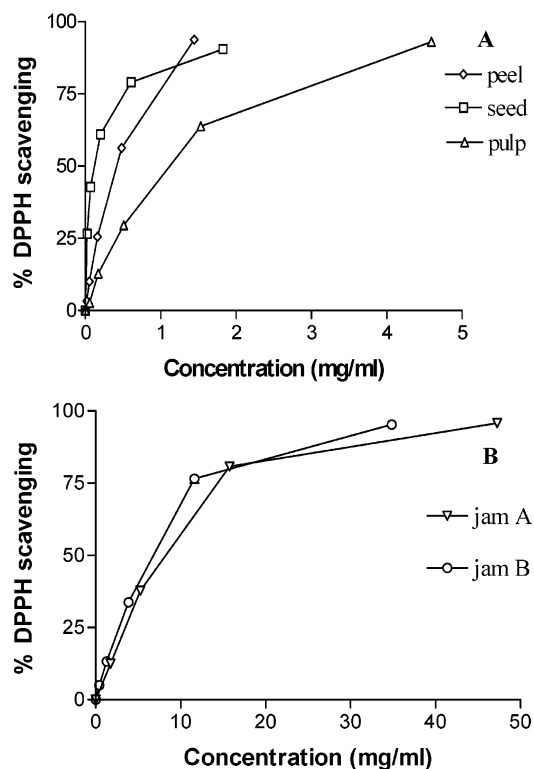 100
A
peel
75
seed
pulp
50
25
0
% DPPH scavenging
0 1 2 3 4 5
Concentration (mg/ml)
100
B
75
jam A
50
jam B
25
0
% DPPH scavenging
0 10 20 30 40 50
Concentration (mg/ml)